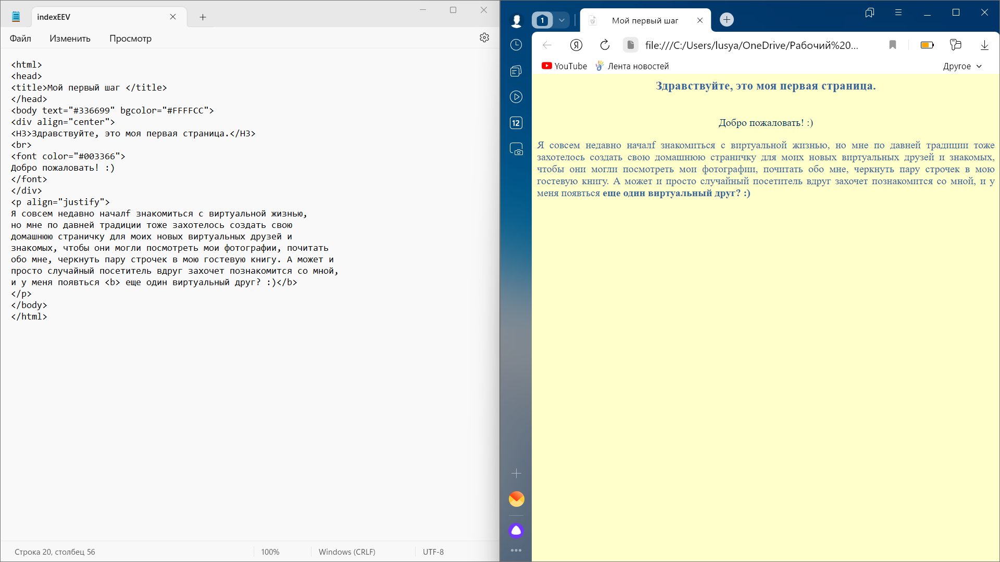 indexEEV
Файл Изменить Просмотр
<html>
<head>
<title>Мой первый шаг </title>
</head>
<body text="#336699" bgcolor="#FFFFCC">
<div align="center">
<H3>Здравствуйте, это моя первая страница.</H3>
<br>
<font color="#003366">
Добро пожаловать! :)
</font>
</div>
<p align="justify">
Я совсем недавно началf знакомиться с виртуальной жизнью,
но мне по давней традиции тоже захотелось создать свою
домашнюю страничку для моих новых виртуальных друзей и
знакомых, чтобы они могли посмотреть мои фотографии, почитать
обо мне, черкнуть пару строчек в мою гостевую книгу. А может и
просто случайный посетитель вдруг захочет познакомится со мной,
и у меня появться <b> еще один виртуальный друг? :)</b>
</p>
</body>
</html>
Строка 20, столбец 56 100% Windows (CRLF) UTF-8
1 Мой первый шаг
Я file:///C:/Users/lusya/OneDrive/Рабочий%20...
YouTube Лента новостей Другое
12
Здравствуйте, это моя первая страница.
Добро пожаловать! :)
Я совсем недавно началf знакомиться с виртуальной жизнью, но мне по давней традиции тоже
захотелось создать свою домашнюю страничку для моих новых виртуальных друзей и знакомых,
чтобы они могли посмотреть мои фотографии, почитать обо мне, черкнуть пару строчек в мою
гостевую книгу. А может и просто случайный посетитель вдруг захочет познакомится со мной, и у
меня появться еще один виртуальный друг? :)